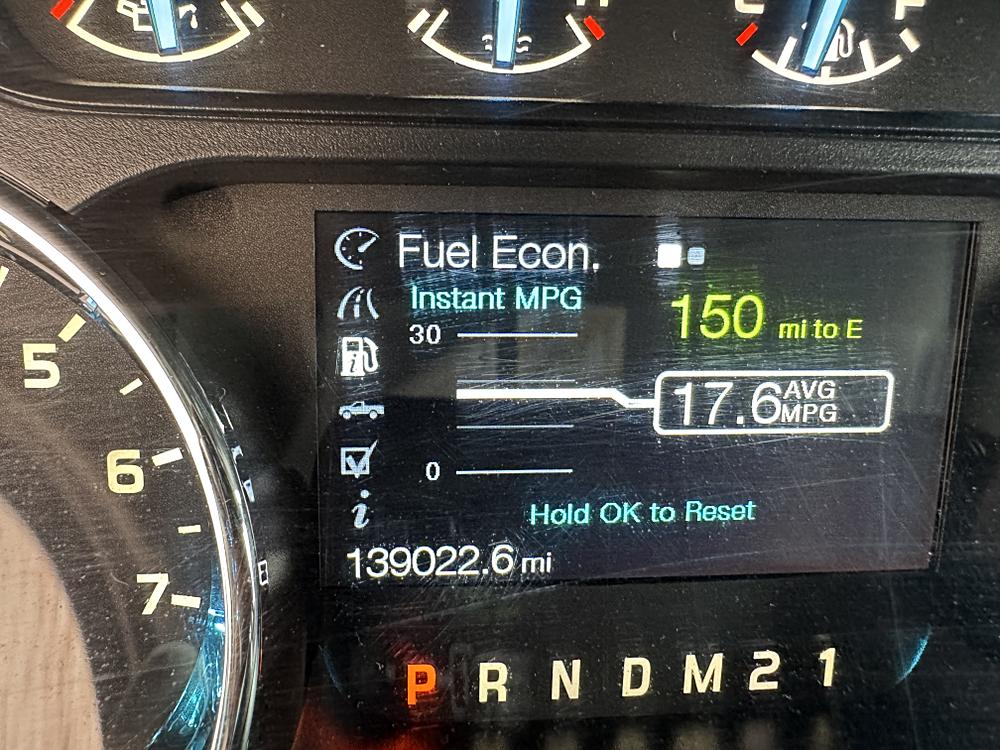 Fuel Econ.
Instant MPG
150 mi to E
30
17.6 AVG MPG
0
Hold OK to Reset
139022.6 mi
5
6
7
P R N D M 2 1